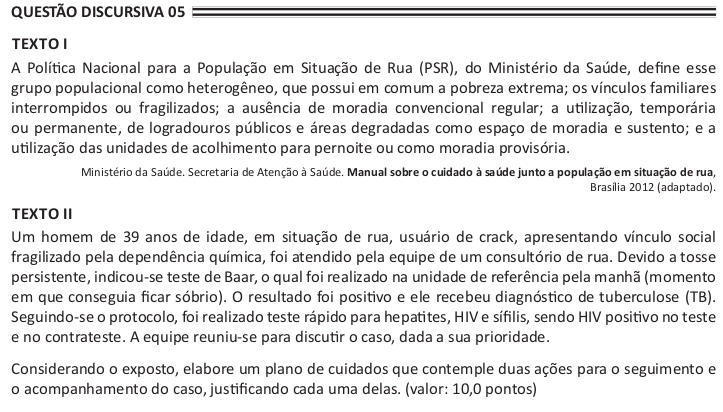 QUESTÃO DISCURSIVA 05
TEXTO I
A Política Nacional para a População em Situação de Rua (PSR), do Ministério da Saúde, define esse
grupo populacional como heterogêneo, que possui em comum a pobreza extrema; os vínculos familiares
interrompidos ou fragilizados; a ausência de moradia convencional regular; a utilização, temporária
ou permanente, de logradouros públicos e áreas degradadas como espaço de moradia e sustento; e a
utilização das unidades de acolhimento para pernoite ou como moradia provisória.
Ministério da Saúde. Secretaria de Atenção à Saúde. Manual sobre o cuidado à saúde junto a população em situação de rua,
Brasília 2012 (adaptado).
TEXTO II
Um homem de 39 anos de idade, em situação de rua, usuário de crack, apresentando vínculo social
fragilizado pela dependência química, foi atendido pela equipe de um consultório de rua. Devido a tosse
persistente, indicou-se teste de Baar, o qual foi realizado na unidade de referência pela manhã (momento
em que conseguia ficar sóbrio). O resultado foi positivo e ele recebeu diagnóstico de tuberculose (TB).
Seguindo-se o protocolo, foi realizado teste rápido para hepatites, HIV e sífilis, sendo HIV positivo no teste
e no contrateste. A equipe reuniu-se para discutir o caso, dada a sua prioridade.
Considerando o exposto, elabore um plano de cuidados que contemple duas ações para o seguimento e
o acompanhamento do caso, justificando cada uma delas. (valor: 10,0 pontos)